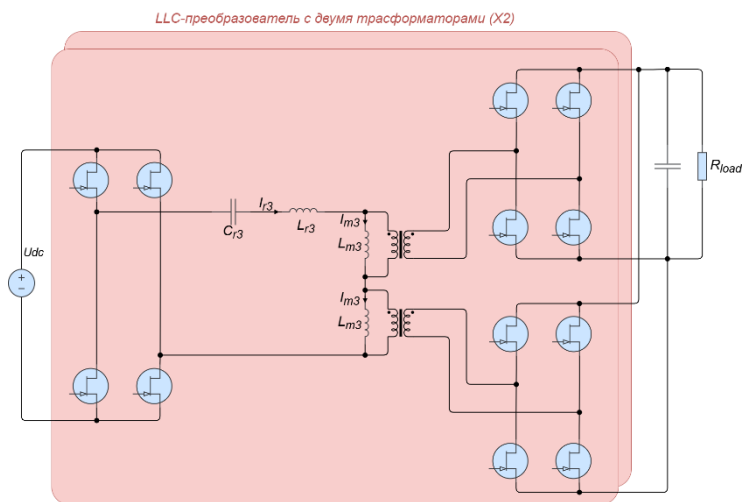 LLC-преобразователь с двумя трасформаторами (X2)
Udc
Cr3
Ir3
Lr3
Im3
Lm3
Im3
Lm3
Rload